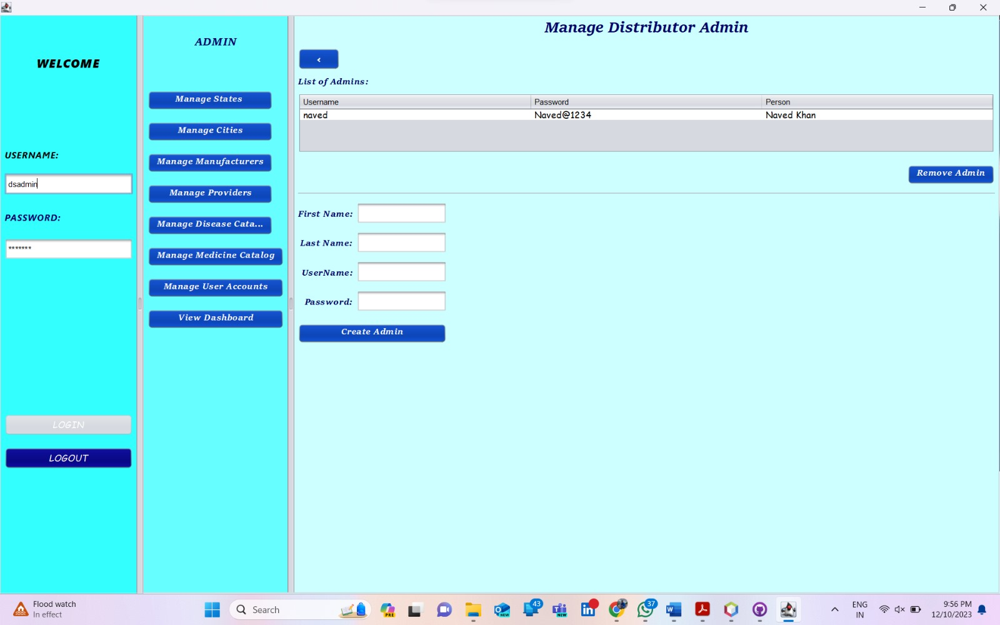 WELCOME
USERNAME:
dsadmin
PASSWORD:
*******
LOGIN
LOGOUT
ADMIN
Manage States
Manage Cities
Manage Manufacturers
Manage Providers
Manage Disease Cata...
Manage Medicine Catalog
Manage User Accounts
View Dashboard
Manage Distributor Admin
<
List of Admins:
Username Password Person
naved Naved@1234 Naved Khan
Remove Admin
First Name:
Last Name:
UserName:
Password:
Create Admin
Flood watch
In effect
Search
PRE
NEW
43
NEW
37
ENG
IN
9:56 PM
12/10/2023